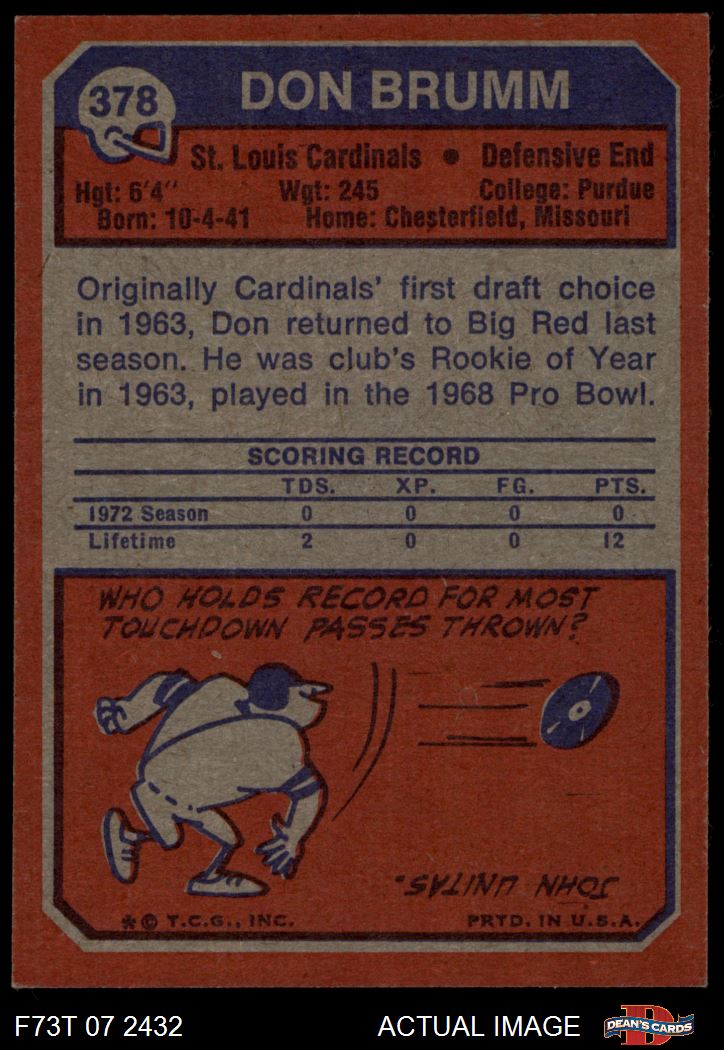 378
DON BRUMM
St. Louis Cardinals • Defensive End
Hgt: 6'4" Wgt: 245 College: Purdue
Born: 10-4-41 Home: Chesterfield, Missouri
Originally Cardinals' first draft choice
in 1963, Don returned to Big Red last
season. He was club's Rookie of Year
in 1963, played in the 1968 Pro Bowl.
SCORING RECORD
TDS. XP. FG. PTS.
1972 Season 0 0 0 0
Lifetime 2 0 0 12
WHO HOLDS RECORD FOR MOST
TOUCHDOWN PASSES THROWN?
JOHN UNITAS.
* © T.C.G., INC. PRTD. IN U.S.A.
F73T 07 2432 ACTUAL IMAGE D DEAN'S CARDS